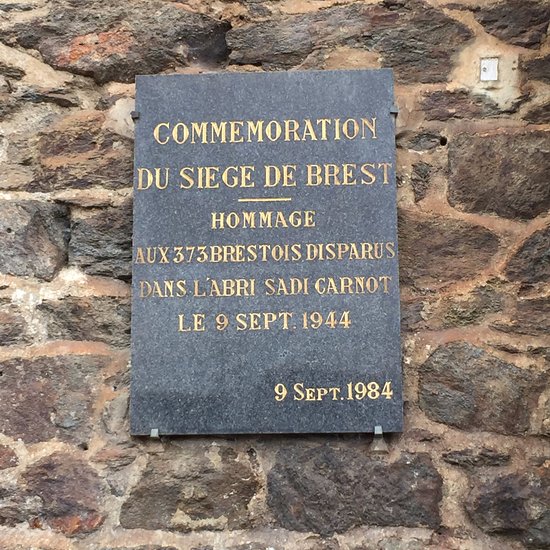 COMMEMORATION
DU SIEGE DE BREST
HOMMAGE
AUX 373 BRESTOIS DISPARUS
DANS L'ABRI SADI CARNOT
LE 9 SEPT. 1944
9 SEPT. 1984